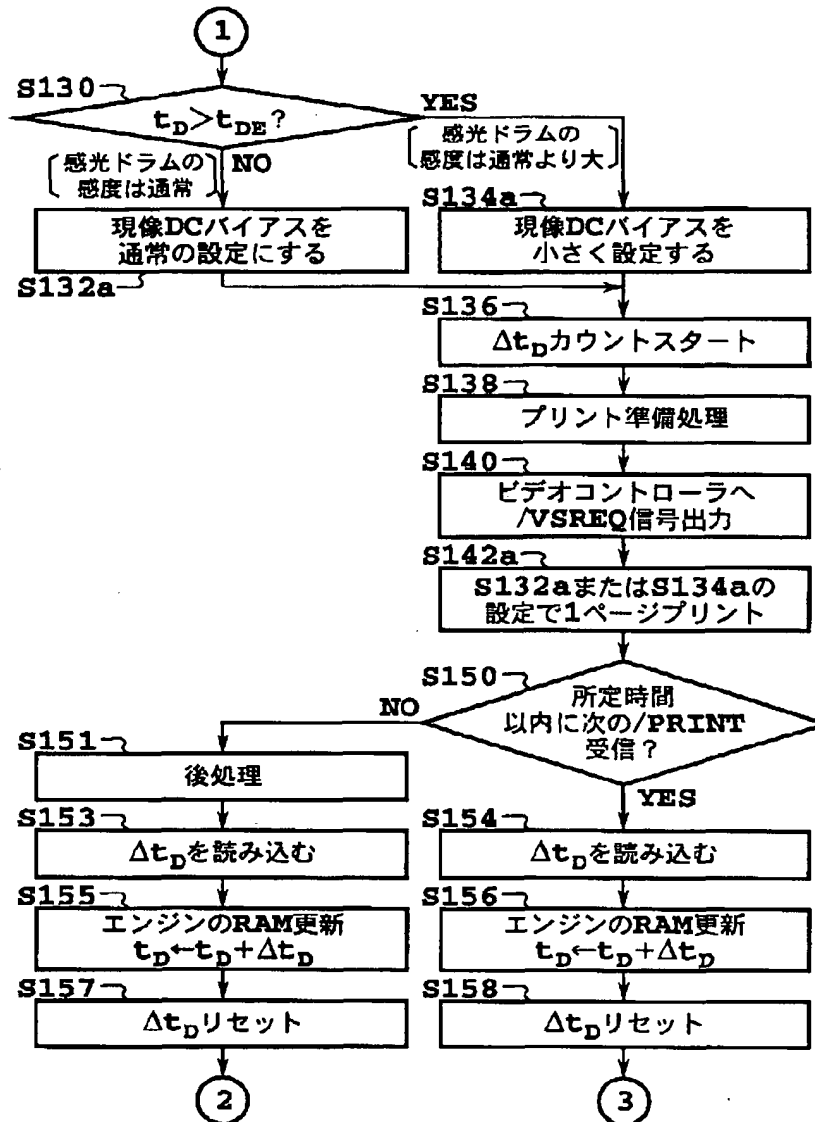 1
S130
tD>tDE?
YES
感光ドラムの
感度は通常より大
NO
感光ドラムの
感度は通常
S134a
現像DCバイアスを
小さく設定する
現像DCバイアスを
通常の設定にする
S132a
S136
ΔtDカウントスタート
S138
プリント準備処理
S140
ビデオコントローラへ
/VSREQ信号出力
S142a
S132aまたはS134aの
設定で1ページプリント
S150
所定時間
以内に次の/PRINT
受信?
NO
YES
S151
後処理
S153
ΔtDを読み込む
S155
エンジンのRAM更新
tD←tD+ΔtD
S157
ΔtDリセット
2
S154
ΔtDを読み込む
S156
エンジンのRAM更新
tD←tD+ΔtD
S158
ΔtDリセット
3